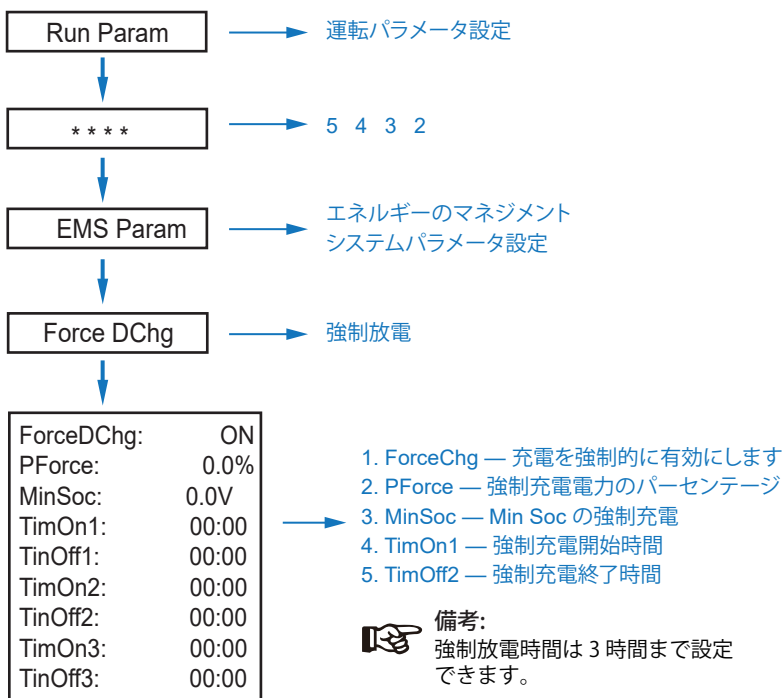 Run Param
運転パラメータ設定
* * * *
5 4 3 2
EMS Param
エネルギーのマネジメント
システムパラメータ設定
Force DChg
強制放電
ForceDChg: ON
PForce: 0.0%
MinSoc: 0.0V
TimOn1: 00:00
TinOff1: 00:00
TimOn2: 00:00
TinOff2: 00:00
TimOn3: 00:00
TinOff3: 00:00
1. ForceChg — 充電を強制的に有効にします
2. PForce — 強制充電電力のパーセンテージ
3. MinSoc — Min Soc の強制充電
4. TimOn1 — 強制充電開始時間
5. TimOff2 — 強制充電終了時間
備考:
強制放電時間は 3 時間まで設定
できます。